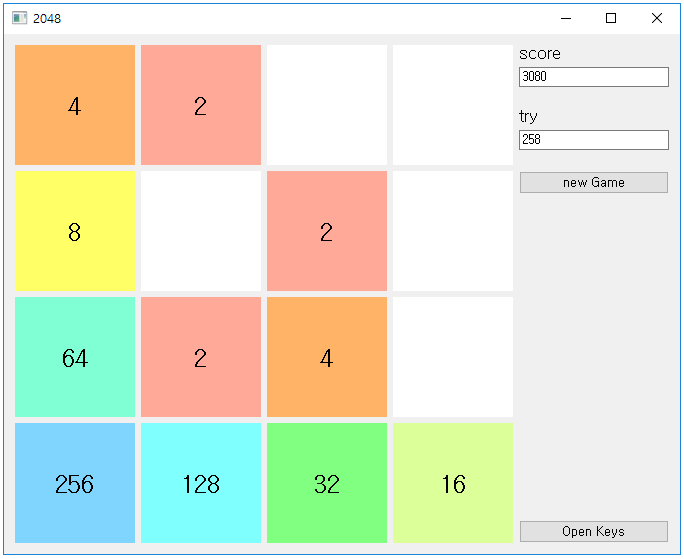 2048
score
4 2
3080
try
258
new Game
8 2
64 2 4
256 128 32 16
Open Keys